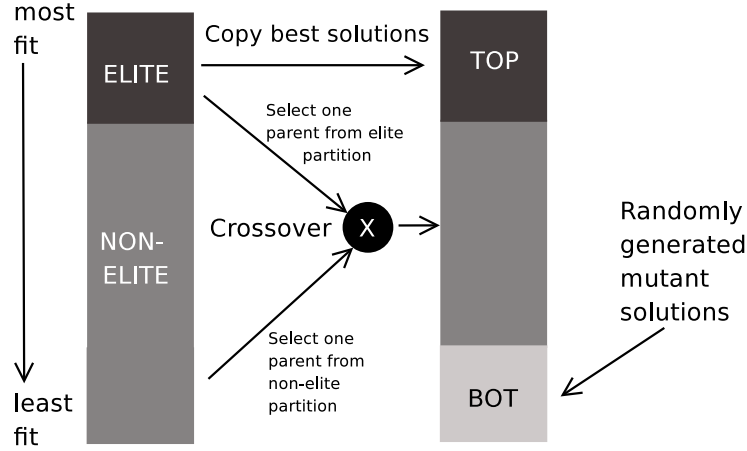 most
fit
ELITE
Copy best solutions
TOP
Select one
parent from elite
partition
NON-
ELITE
Crossover
X
Randomly
generated
mutant
solutions
Select one
parent from
non-elite
partition
least
fit
BOT